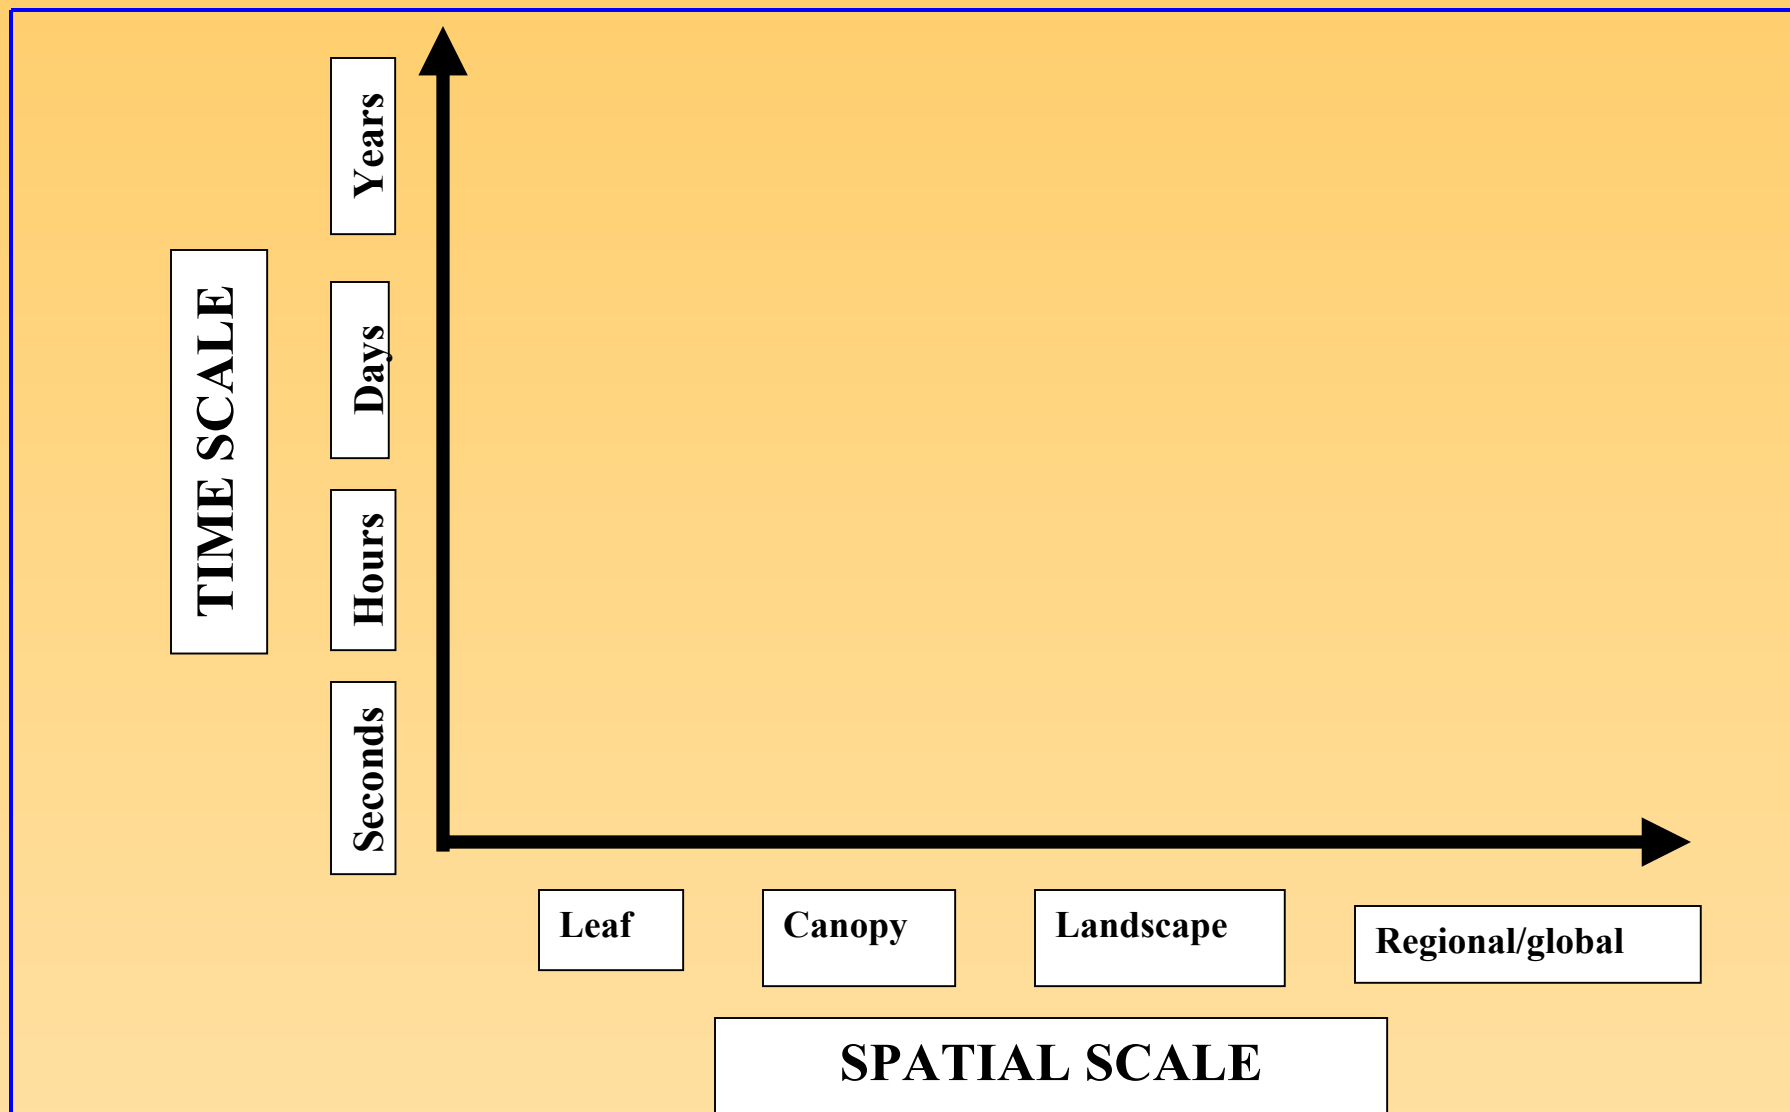 Years
Days
Hours
Seconds
TIME SCALE
Leaf
Canopy
Landscape
Regional/global
SPATIAL SCALE